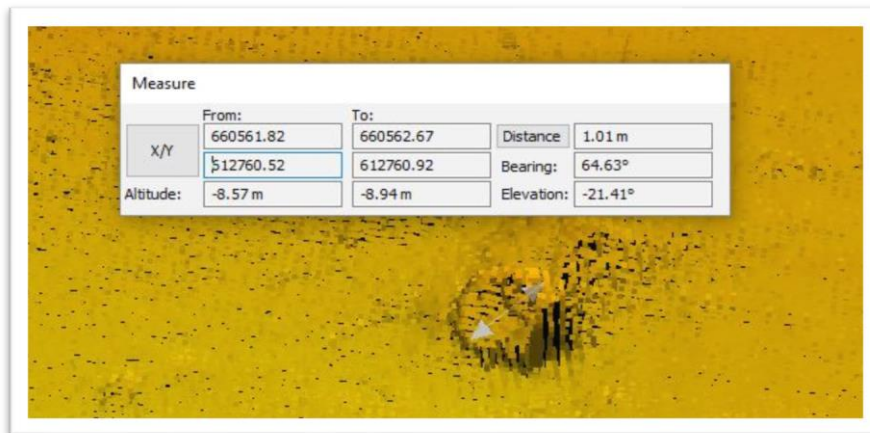 Measure
From: To:
X/Y 660561.82 660562.67 Distance 1.01 m
612760.52 612760.92 Bearing: 64.63°
Altitude: -8.57 m -8.94 m Elevation: -21.41°